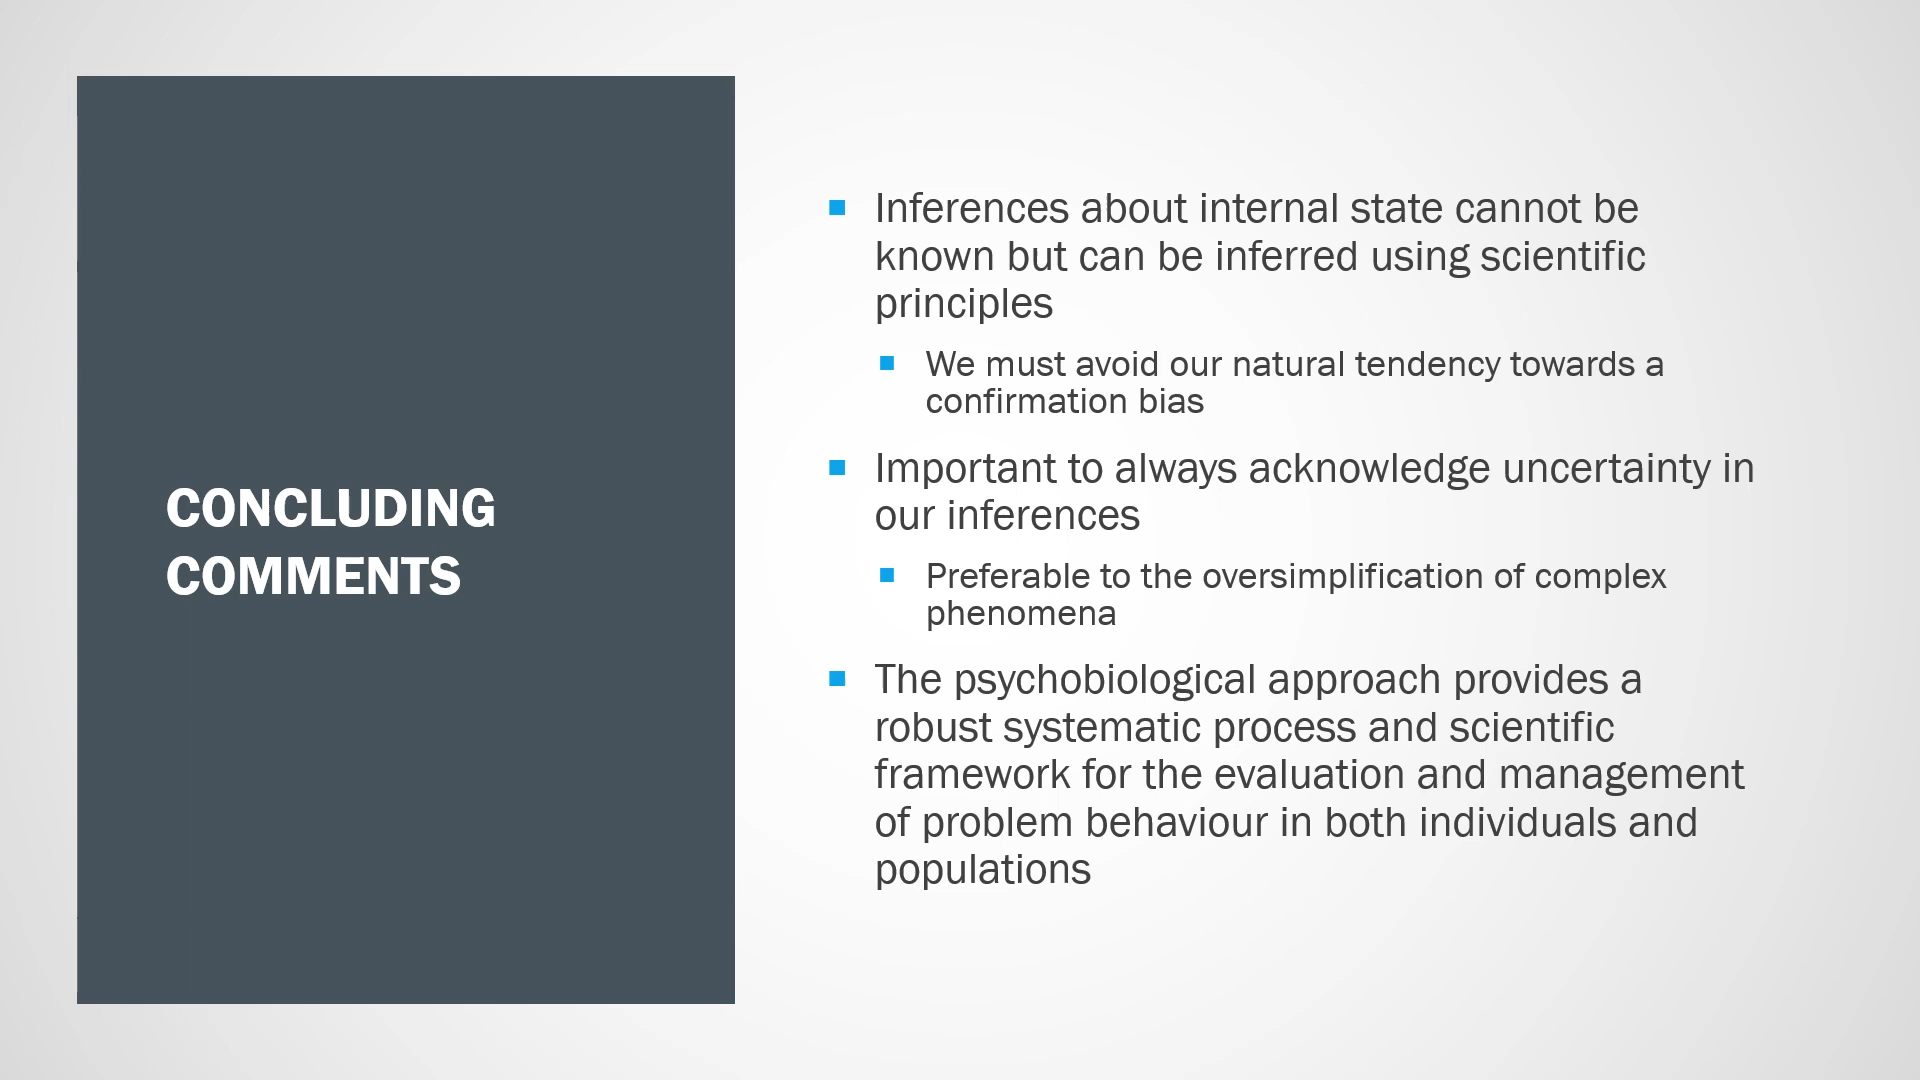 CONCLUDING
COMMENTS
Inferences about internal state cannot be
known but can be inferred using scientific
principles
We must avoid our natural tendency towards a
confirmation bias
Important to always acknowledge uncertainty in
our inferences
Preferable to the oversimplification of complex
phenomena
The psychobiological approach provides a
robust systematic process and scientific
framework for the evaluation and management
of problem behaviour in both individuals and
populations